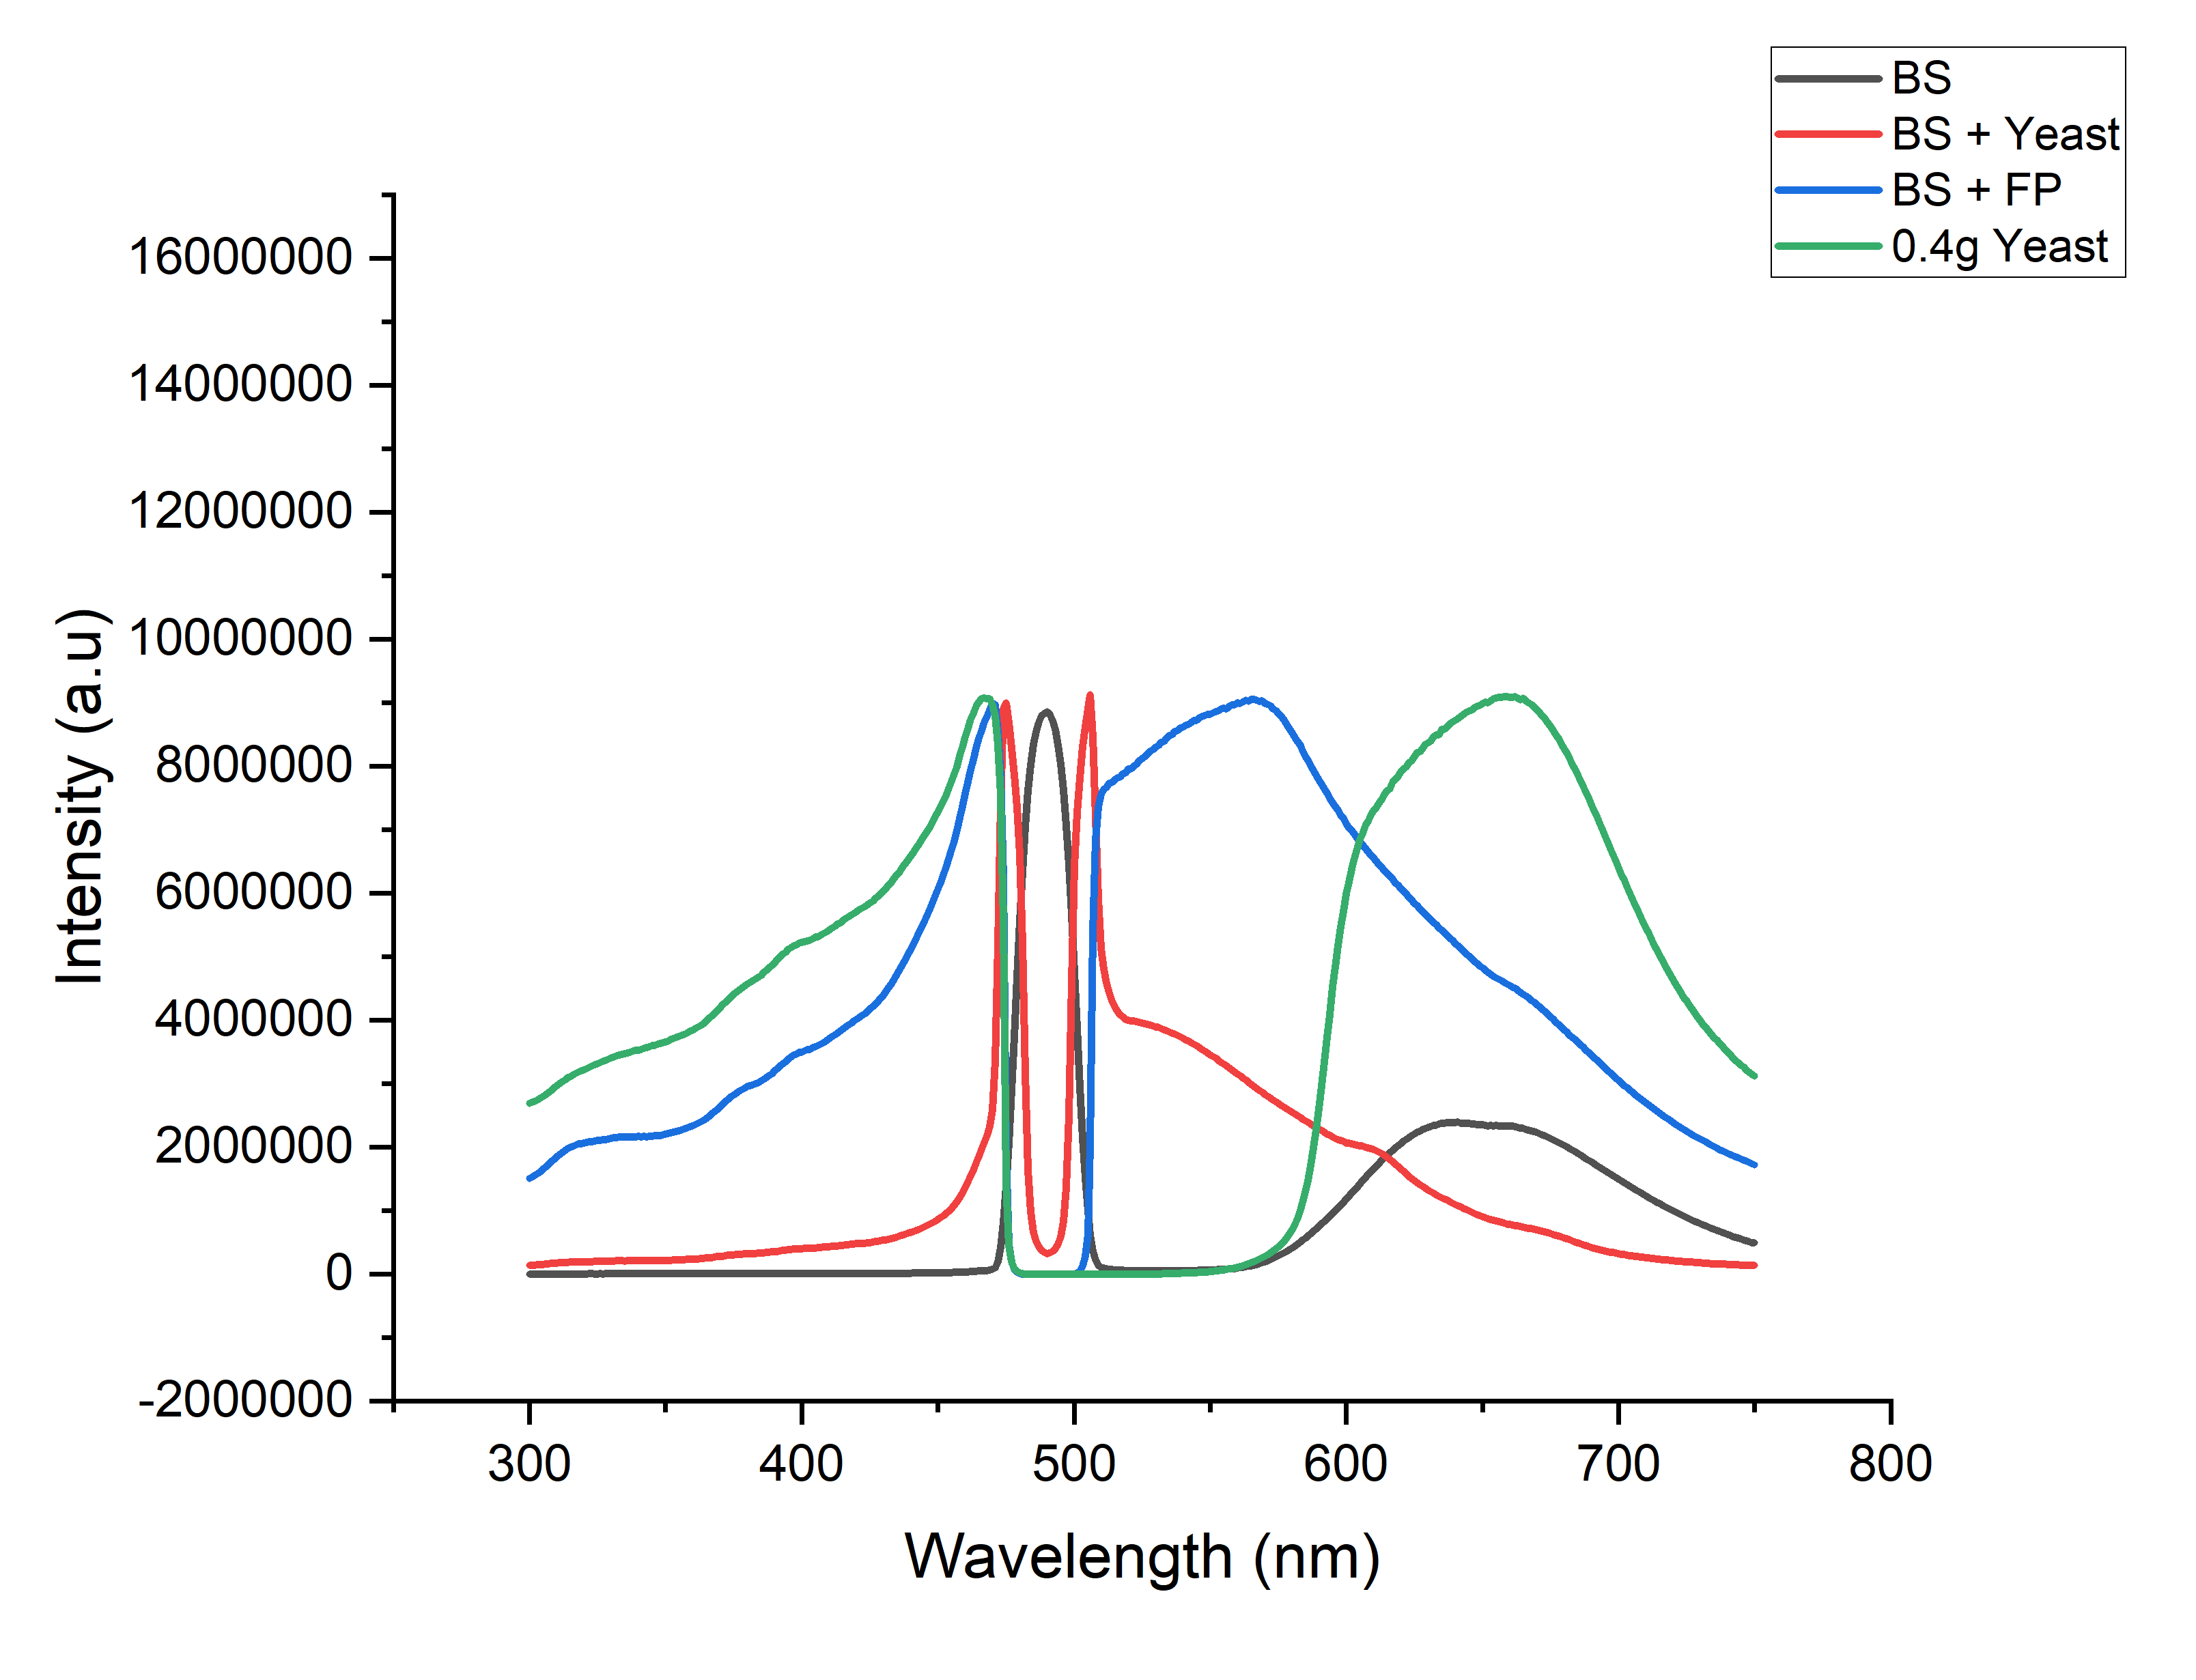 BS
BS + Yeast
BS + FP
0.4g Yeast
16000000
14000000
12000000
10000000
8000000
6000000
4000000
2000000
0
-2000000
Intensity (a.u)
300 400 500 600 700 800
Wavelength (nm)